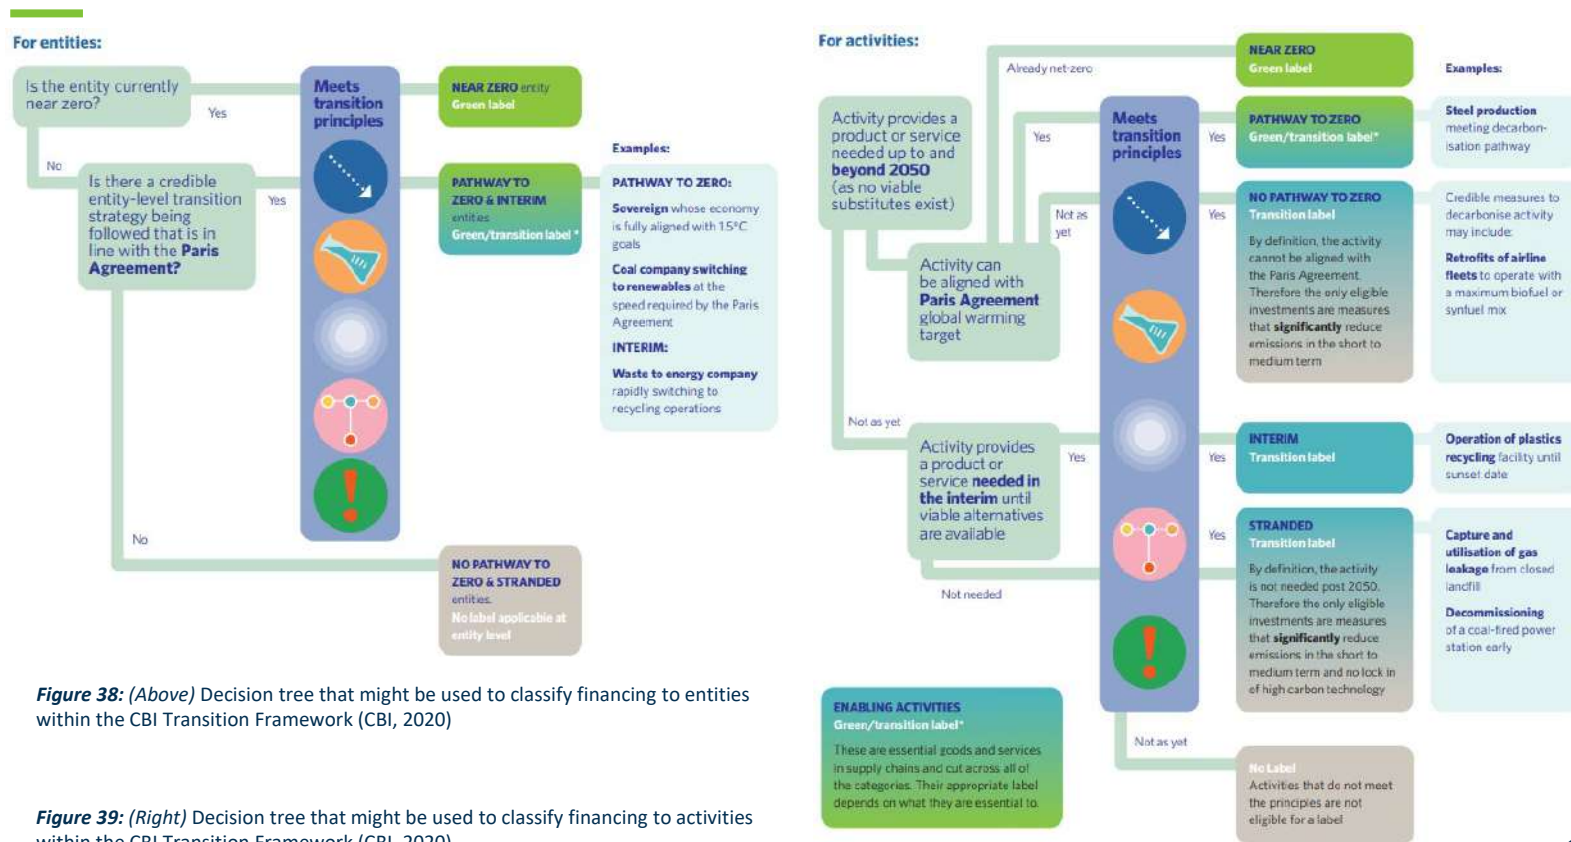 For entities:
Is the entity currently
near zero?
Yes
No
Is there a credible
entity-level transition
strategy being
followed that is in
line with the Paris
Agreement?
Yes
No
Meets
transition
principles
NEAR ZERO entity
Green label
PATHWAY TO
ZERO & INTERIM
entities
Green/transition label *
Examples:
PATHWAY TO ZERO:
Sovereign whose economy
is fully aligned with 1.5°C
goals
Coal company switching
to renewables at the
speed required by the Paris
Agreement
INTERIM:
Waste to energy company
rapidly switching to
recycling operations
NO PATHWAY TO
ZERO & STRANDED
entities.
No label applicable at
entity level
Figure 38: (Above) Decision tree that might be used to classify financing to entities
within the CBI Transition Framework (CBI, 2020)
Figure 39: (Right) Decision tree that might be used to classify financing to activities
within the CBI Transition Framework (CBI, 2020)
For activities:
Already net-zero
Activity provides a
product or service
needed up to and
beyond 2050
(as no viable
substitutes exist)
Yes
Not as
yet
Activity can
be aligned with
Paris Agreement
global warming
target
Not as yet
Activity provides
a product or
service needed in
the interim until
viable alternatives
are available
Yes
Not needed
Meets
transition
principles
Yes
Yes
Yes
Yes
Not as yet
NEAR ZERO
Green label
PATHWAY TO ZERO
Green/transition label*
NO PATHWAY TO ZERO
Transition label
By definition, the activity
cannot be aligned with
the Paris Agreement.
Therefore the only eligible
investments are measures
that significantly reduce
emissions in the short to
medium term
INTERIM
Transition label
STRANDED
Transition label
By definition, the activity
is not needed post 2050.
Therefore the only eligible
investments are measures
that significantly reduce
emissions in the short to
medium term and no lock in
of high carbon technology
No Label
Activities that do not meet
the principles are not
eligible for a label
Examples:
Steel production
meeting decarbon-
isation pathway
Credible measures to
decarbonise activity
may include:
Retrofits of airline
fleets to operate with
a maximum biofuel or
synfuel mix
Operation of plastics
recycling facility until
sunset date
Capture and
utilisation of gas
leakage from closed
landfill
Decommissioning
of a coal-fired power
station early
ENABLING ACTIVITIES
Green/transition label*
These are essential goods and services
in supply chains and cut across all of
the categories. Their appropriate label
depends on what they are essential to.